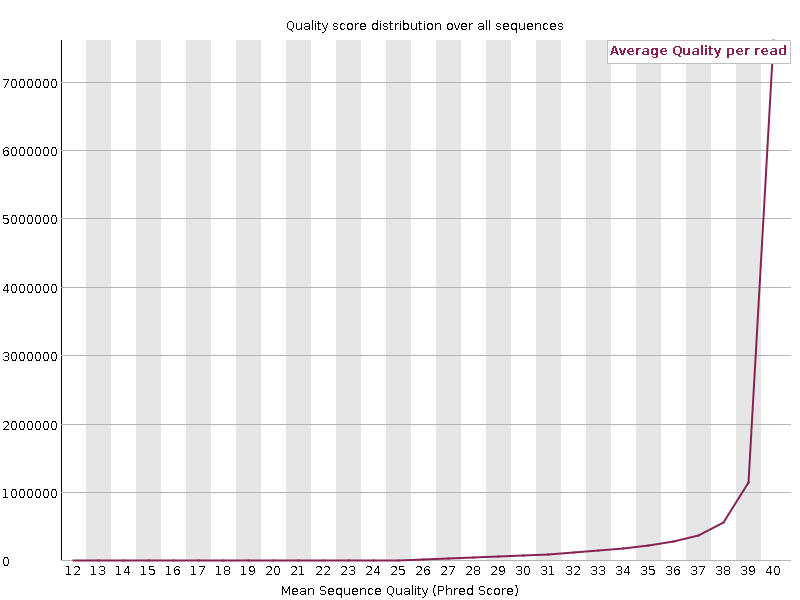 Quality score distribution over all sequences
Average Quality per read
7000000
6000000
5000000
4000000
3000000
2000000
1000000
0
12 13 14 15 16 17 18 19 20 21 22 23 24 25 26 27 28 29 30 31 32 33 34 35 36 37 38 39 40
Mean Sequence Quality (Phred Score)